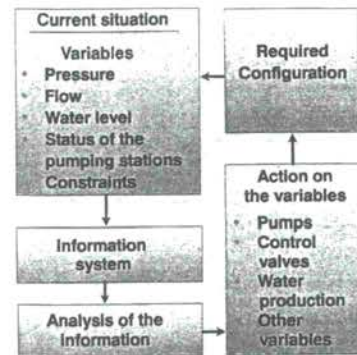 Current situation
Variables
• Pressure
• Flow
• Water level
• Status of the
pumping stations
Constraints
Information
system
Analysis of the
Information
Action on
the variables
• Pumps
• Control
valves
• Water
production
• Other
variables
Required
Configuration